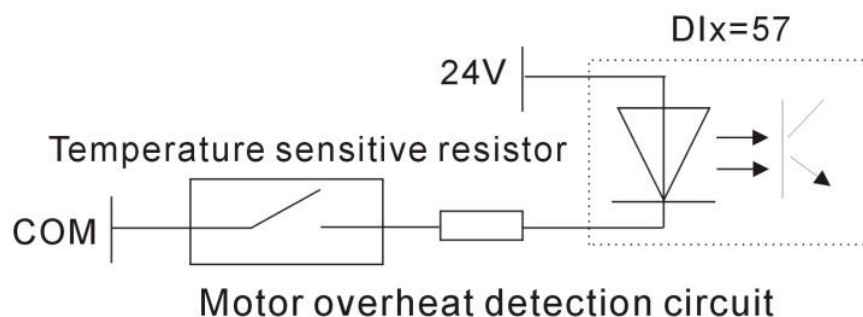 DIx=57
24V
Temperature sensitive resistor
COM
Motor overheat detection circuit